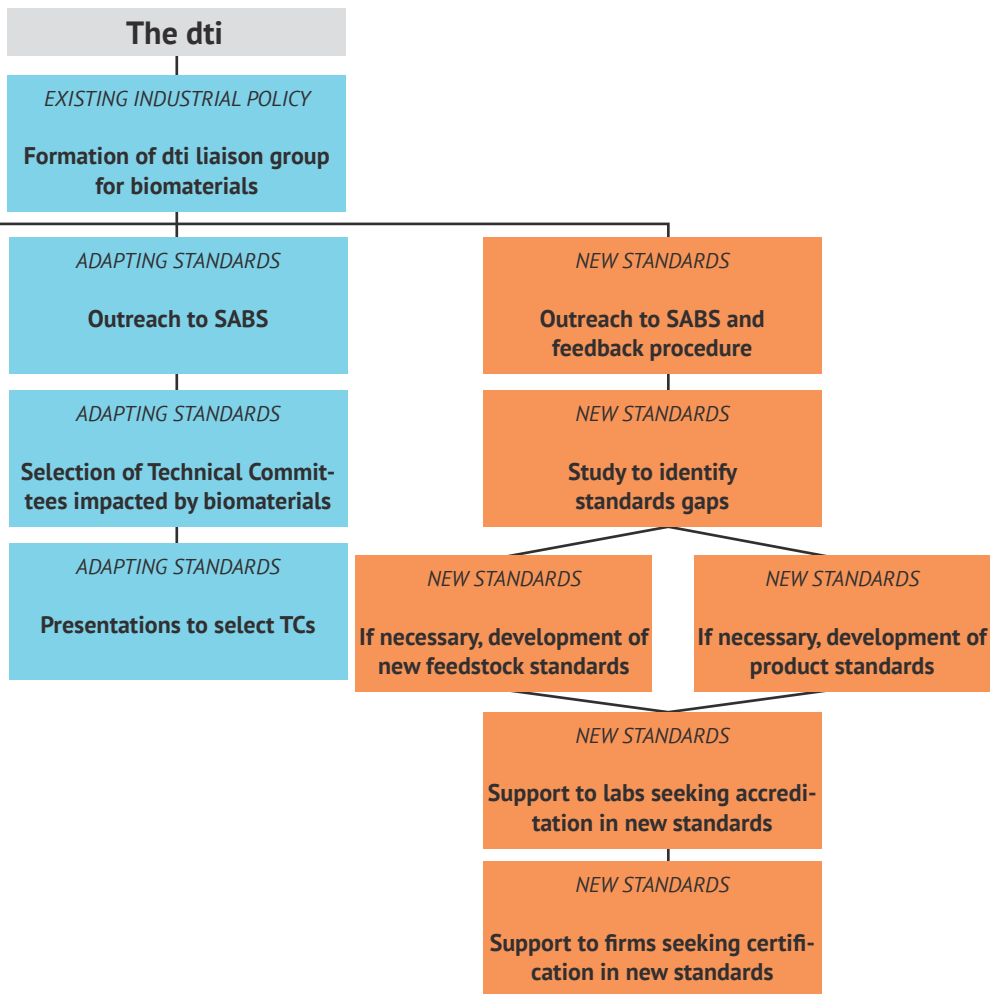 The dti
EXISTING INDUSTRIAL POLICY
Formation of dti liaison group
for biomaterials
ADAPTING STANDARDS
Outreach to SABS
ADAPTING STANDARDS
Selection of Technical Commit-
tees impacted by biomaterials
ADAPTING STANDARDS
Presentations to select TCs
NEW STANDARDS
Outreach to SABS and
feedback procedure
NEW STANDARDS
Study to identify
standards gaps
NEW STANDARDS
If necessary, development of
new feedstock standards
NEW STANDARDS
If necessary, development of
product standards
NEW STANDARDS
Support to labs seeking accredi-
tation in new standards
NEW STANDARDS
Support to firms seeking certifi-
cation in new standards